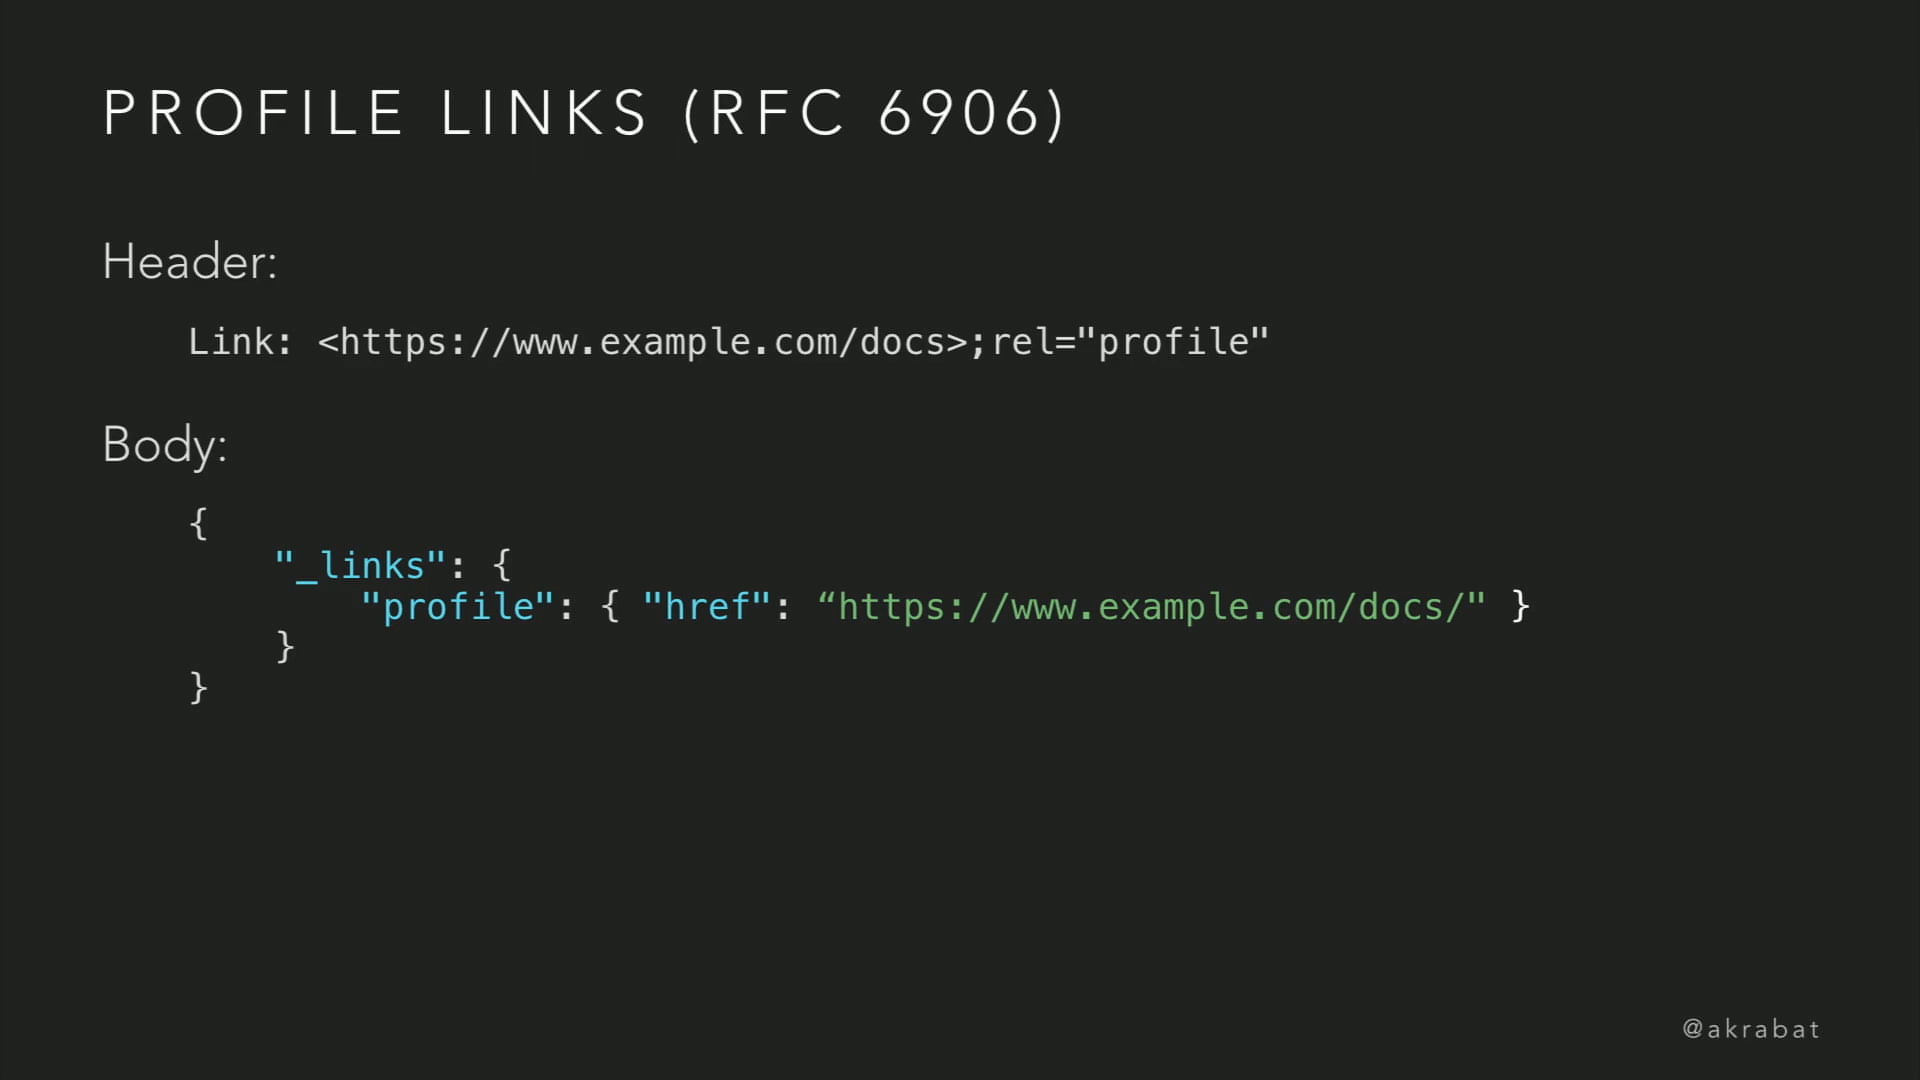 PROFILE LINKS (RFC 6906)
Header:
Link: <https://www.example.com/docs>;rel="profile"
Body:
{
"_links": {
"profile": { "href": “https://www.example.com/docs/" }
}
}
@akrabat